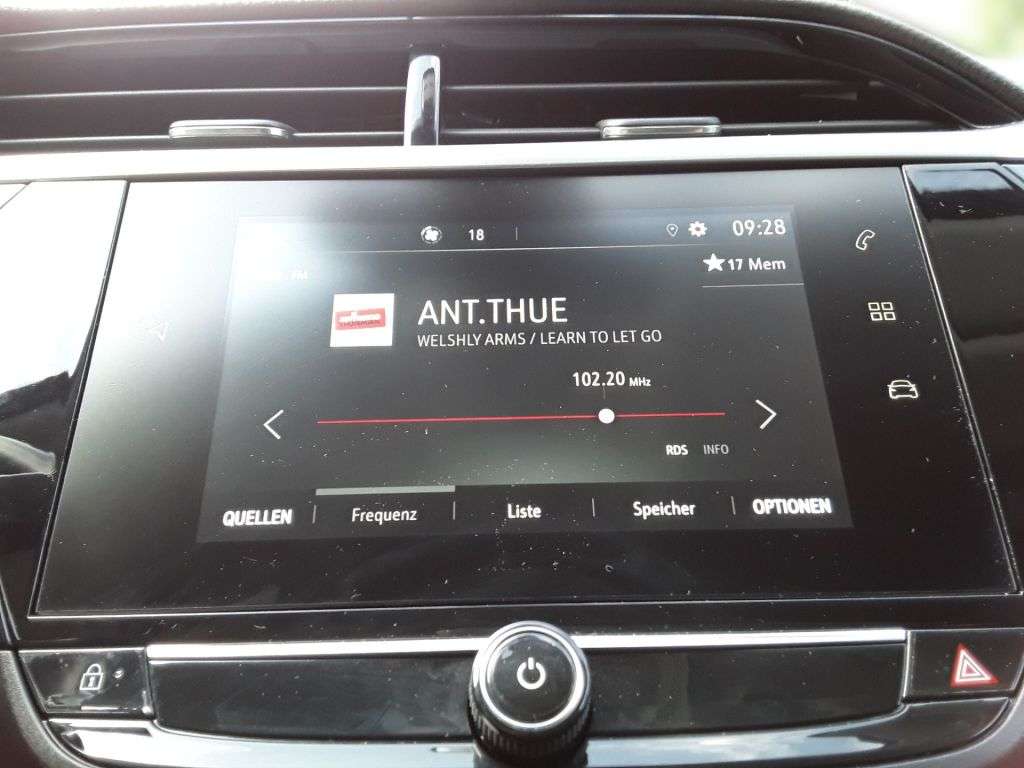 18
09:28
17 Mem
FM
ANT.THUE
WELSHLY ARMS / LEARN TO LET GO
102.20 MHz
RDS INFO
QUELLEN | Frequenz | Liste | Speicher | OPTIONEN